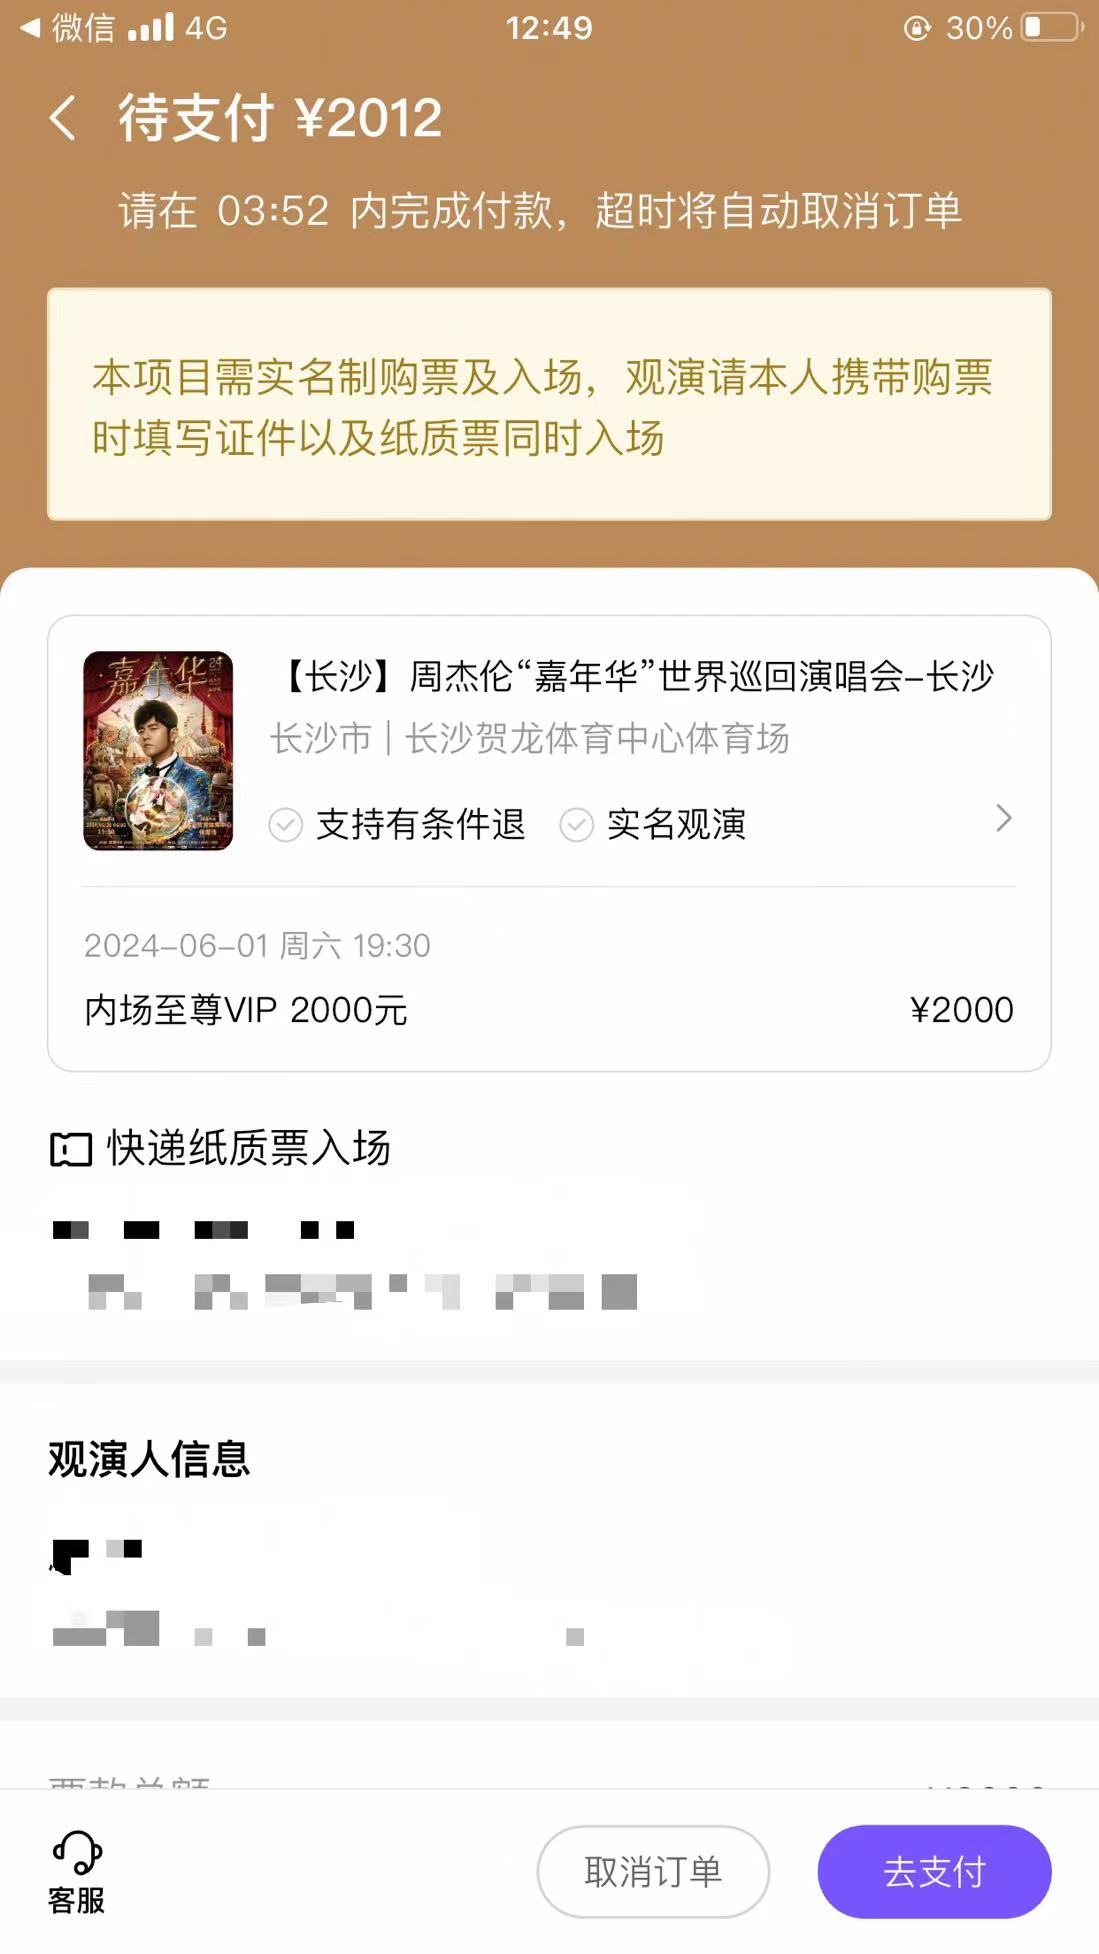 微信 4G 12:49 30%
待支付 ¥2012
请在 03:52 内完成付款，超时将自动取消订单
本项目需实名制购票及入场，观演请本人携带购票
时填写证件以及纸质票同时入场
嘉年华
【长沙】周杰伦“嘉年华”世界巡回演唱会-长沙
长沙市 | 长沙贺龙体育中心体育场
支持有条件退 实名观演
2024-06-01 周六 19:30
内场至尊VIP 2000元 ¥2000
快递纸质票入场
观演人信息
客服 取消订单 去支付